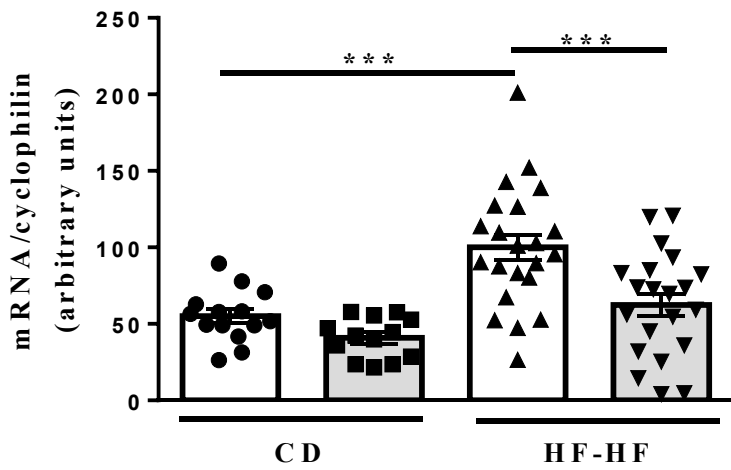 mRNA/cyclophilin
(arbitrary units)
250
200
150
100
50
0
***
***
CD
HF-HF